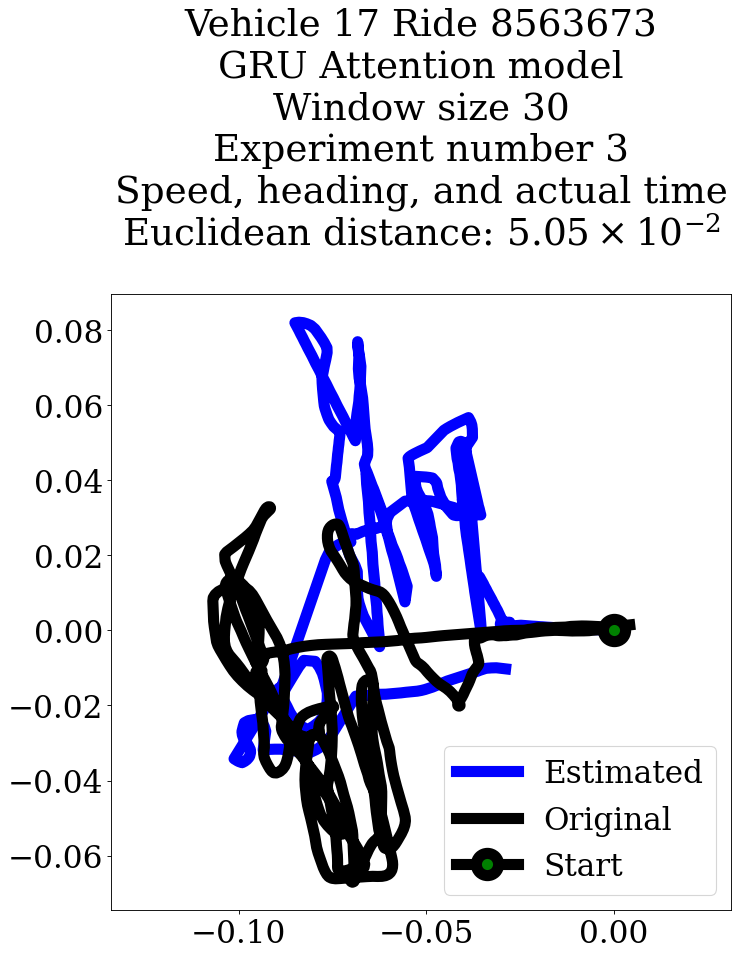 Vehicle 17 Ride 8563673
GRU Attention model
Window size 30
Experiment number 3
Speed, heading, and actual time
Euclidean distance: 5.05 × 10⁻²
0.08
0.06
0.04
0.02
0.00
−0.02
−0.04
−0.06
Estimated
Original
Start
−0.10
−0.05
0.00